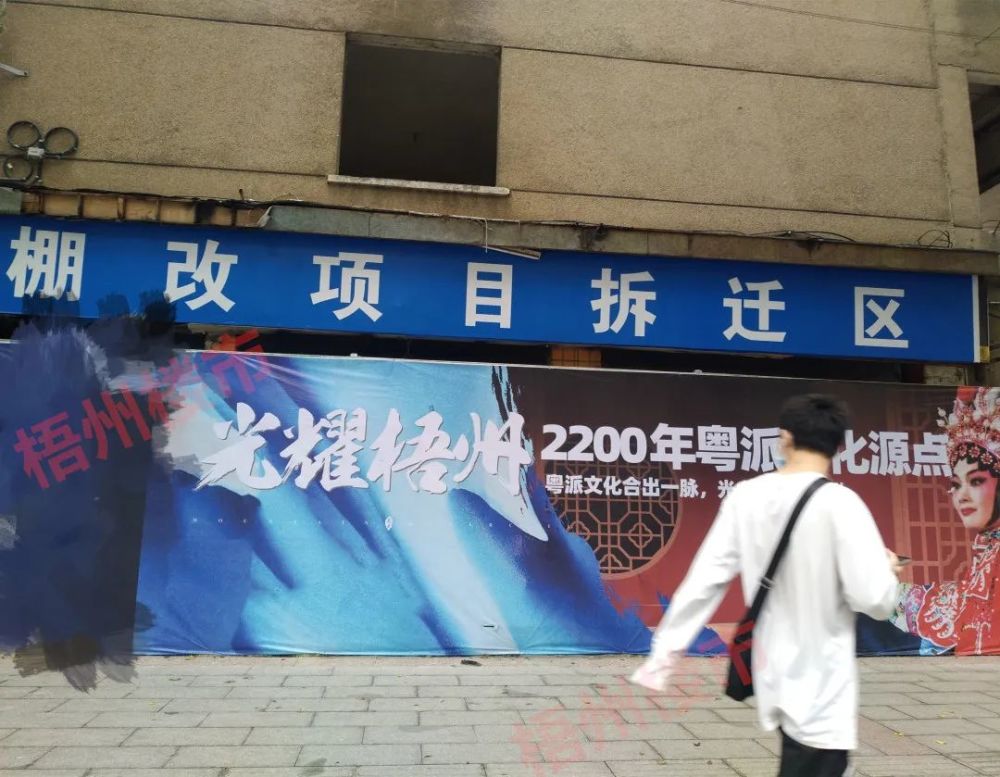 棚改项目拆迁区
光耀梧州
2200年粤派 化源点
粤派文化合出一脉，光
梧州楼市
梧州楼市